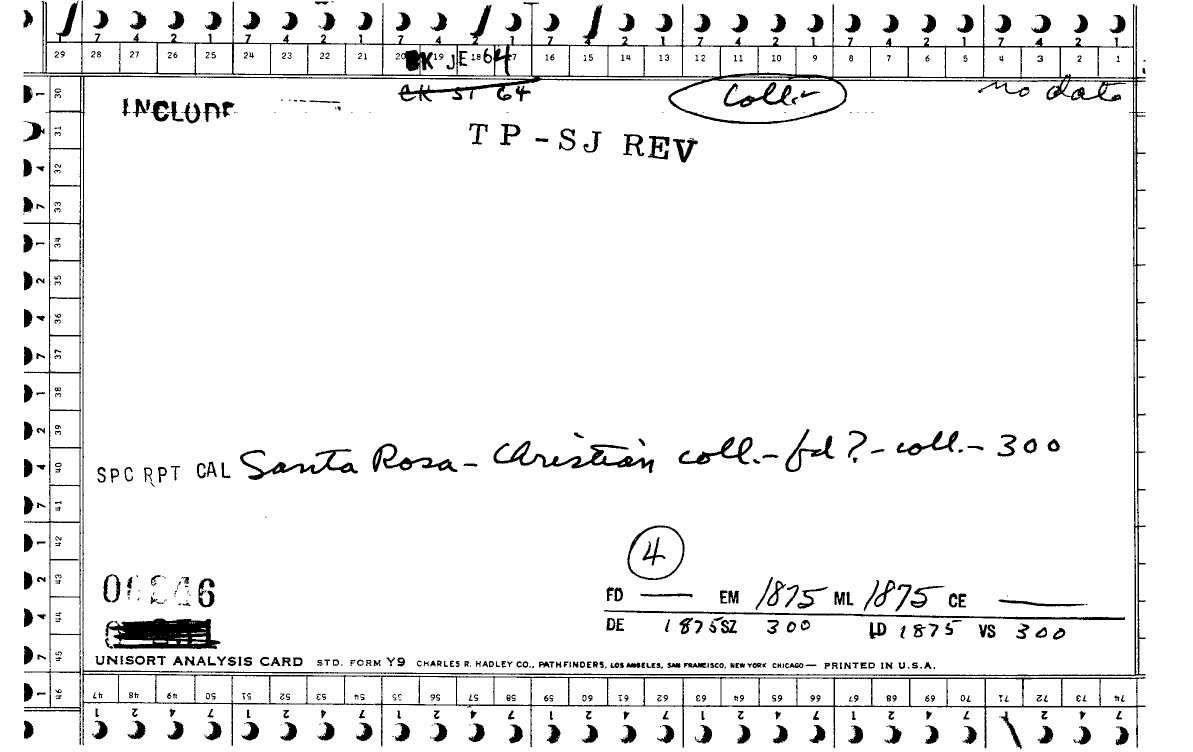 7 4 2 1 7 4 2 1 7 4 2 1 7 4 2 1 7 4 2 1 7 4 2 1 7 4 2 1
29 28 27 26 25 24 23 22 21 20 19 18 17 16 15 14 13 12 11 10 9 8 7 6 5 4 3 2 1
CK JE 64
CK ST 64
INCLUDE
coll.
no date
TP-SJ REV
30
31
32
33
34
35
36
37
38
39
SPC RPT CAL Santa Rosa - Christian coll. - fd? - coll. - 300
40
41
42
43
44
45
46
4
FD — EM 1875 ML 1875 CE —
DE 1875 SZ 300 LD 1875 VS 300
UNISORT ANALYSIS CARD STD. FORM Y9 CHARLES R. HADLEY CO., PATHFINDERS, LOS ANGELES, SAN FRANCISCO, NEW YORK CHICAGO — PRINTED IN U.S.A.
47 48 49 50 51 52 53 54 55 56 57 58 59 60 61 62 63 64 65 66 67 68 69 70 71 72 73 74
1 2 4 7 1 2 4 7 1 2 4 7 1 2 4 7 1 2 4 7 1 2 4 7 1 2 4 7